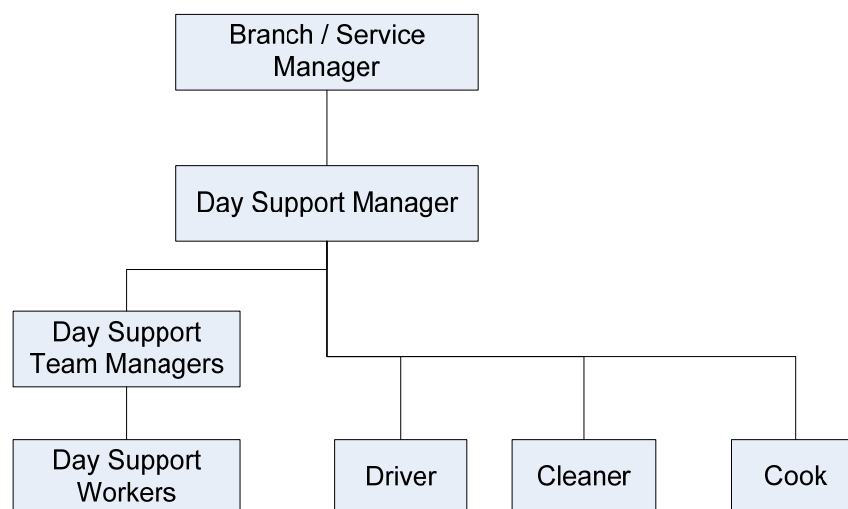 Branch / Service
Manager
Day Support Manager
Day Support
Team Managers
Day Support
Workers
Driver
Cleaner
Cook